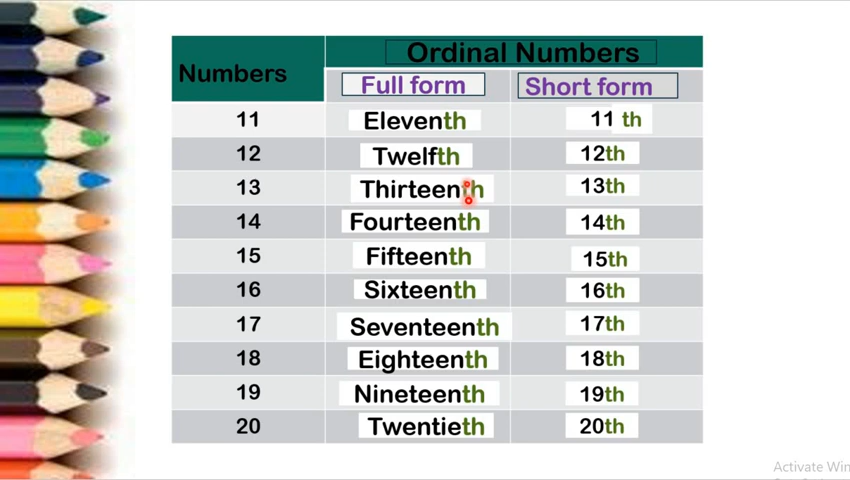 Ordinal Numbers
Numbers Full form Short form
11 Eleventh 11 th
12 Twelfth 12th
13 Thirteenth 13th
14 Fourteenth 14th
15 Fifteenth 15th
16 Sixteenth 16th
17 Seventeenth 17th
18 Eighteenth 18th
19 Nineteenth 19th
20 Twentieth 20th
Activate Win